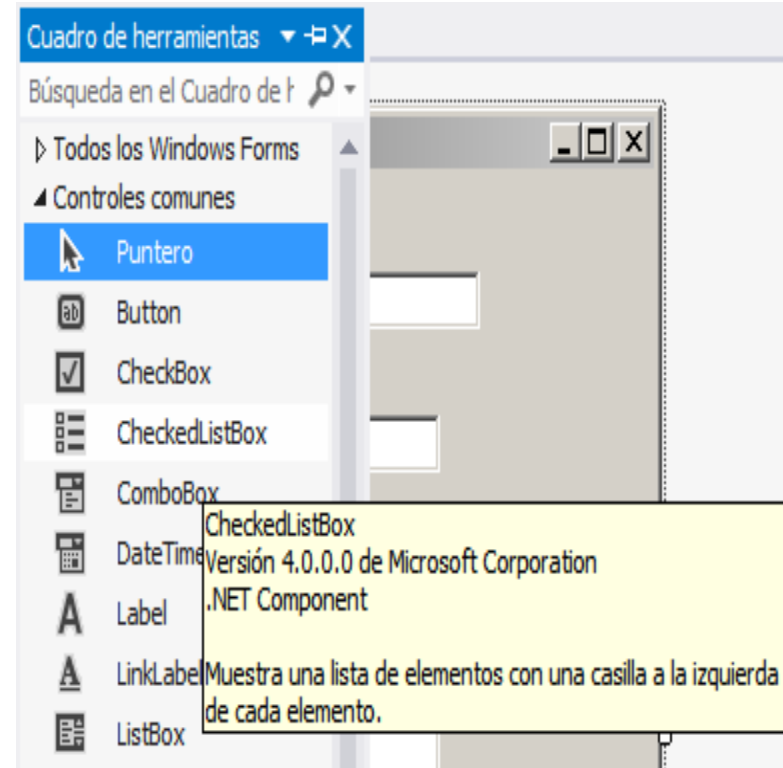 Cuadro de herramientas
Búsqueda en el Cuadro de h
Todos los Windows Forms
Controles comunes
Puntero
Button
CheckBox
CheckedListBox
ComboBox
DateTime
Label
LinkLabel
ListBox
CheckedListBox
Versión 4.0.0.0 de Microsoft Corporation
.NET Component
Muestra una lista de elementos con una casilla a la izquierda
de cada elemento.